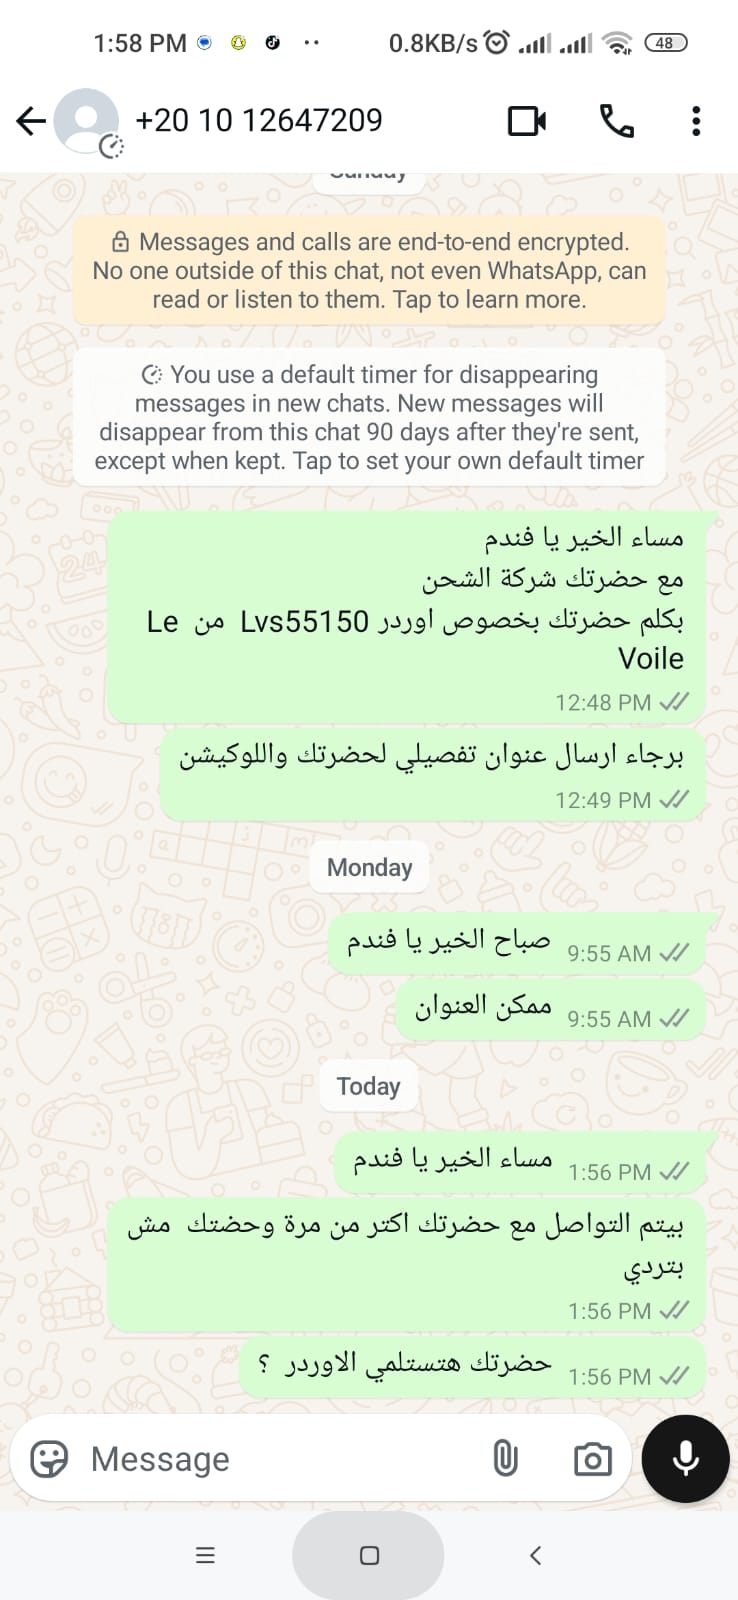 1:58 PM
0.8KB/s
48
+20 10 12647209
Sunday
Messages and calls are end-to-end encrypted.
No one outside of this chat, not even WhatsApp, can
read or listen to them. Tap to learn more.
You use a default timer for disappearing
messages in new chats. New messages will
disappear from this chat 90 days after they're sent,
except when kept. Tap to set your own default timer
مساء الخير يا فندم
مع حضرتك شركة الشحن
بكلم حضرتك بخصوص اوردر Lvs55150 من Le
Voile
12:48 PM
برجاء ارسال عنوان تفصيلي لحضرتك واللوكيشن
12:49 PM
Monday
صباح الخير يا فندم
9:55 AM
ممكن العنوان
9:55 AM
Today
مساء الخير يا فندم
1:56 PM
بيتم التواصل مع حضرتك اكتر من مرة وحضتك مش
بتردي
1:56 PM
حضرتك هتستلمي الاوردر ؟
1:56 PM
Message